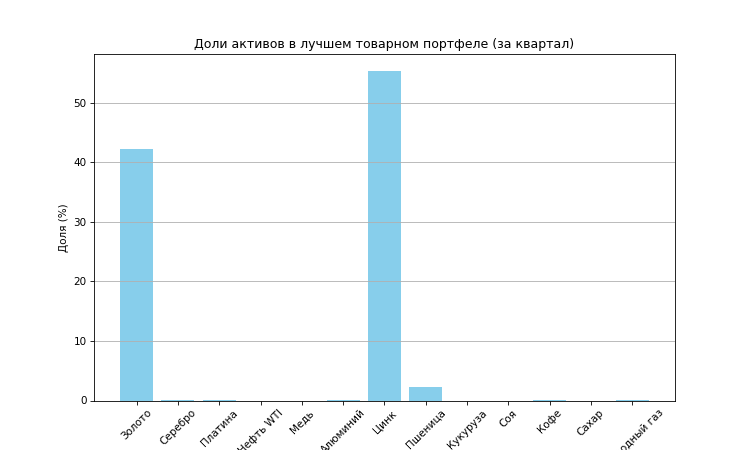 Доли активов в лучшем товарном портфеле (за квартал)
Доля (%)
50
40
30
20
10
0
Золото
Серебро
Платина
Нефть WTI
Медь
Алюминий
Цинк
Пшеница
Кукуруза
Соя
Кофе
Сахар
газ